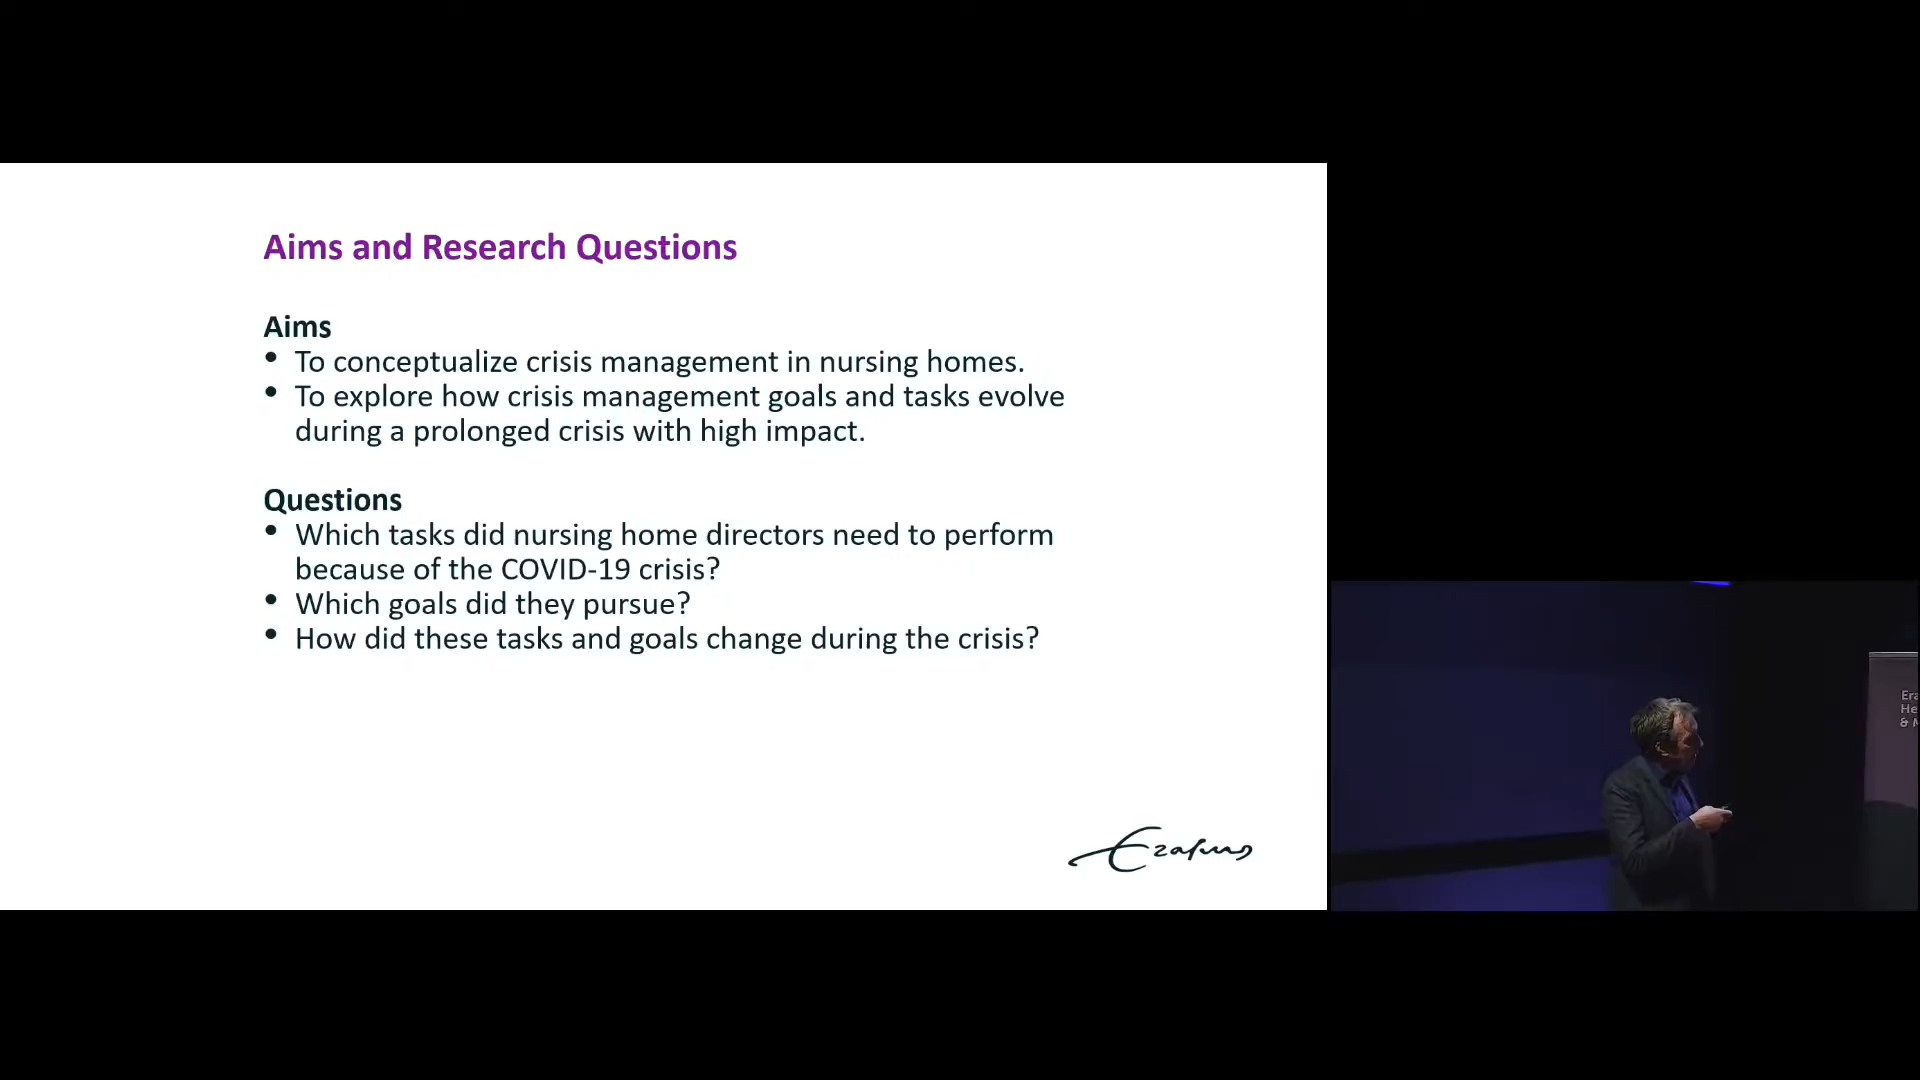 Aims and Research Questions
Aims
• To conceptualize crisis management in nursing homes.
• To explore how crisis management goals and tasks evolve
during a prolonged crisis with high impact.
Questions
• Which tasks did nursing home directors need to perform
because of the COVID-19 crisis?
• Which goals did they pursue?
• How did these tasks and goals change during the crisis?
Erasmus
Era
He
&